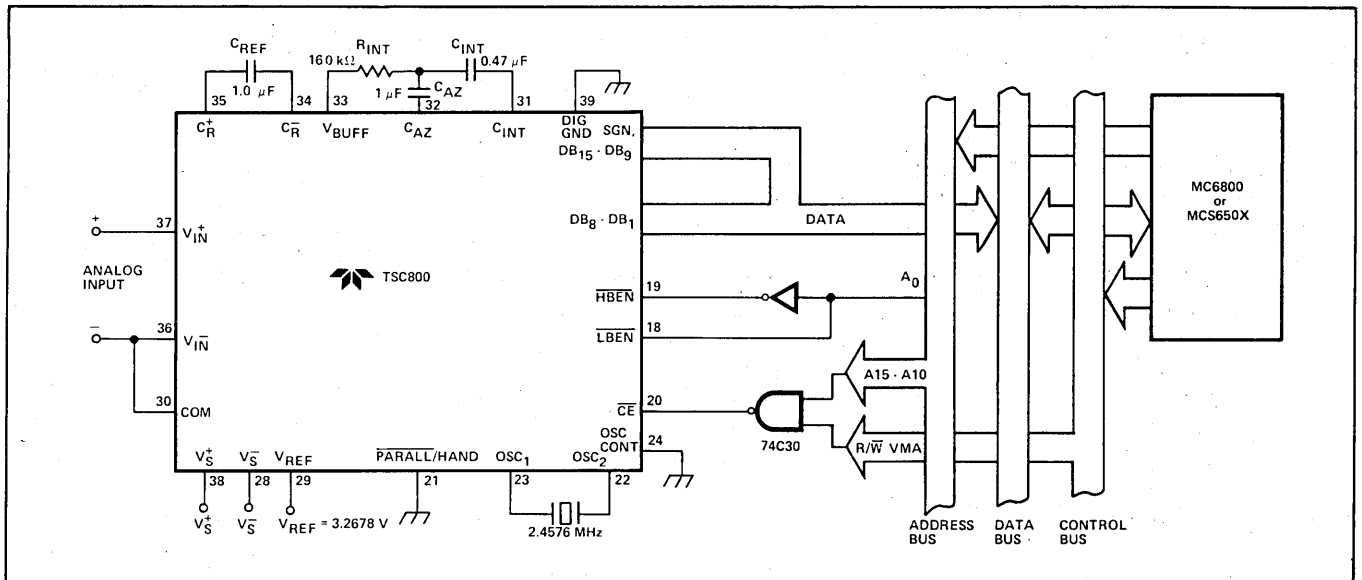 C_REF
1.0 µF
35
34
R_INT
160 kΩ
33
1 µF
C_AZ
32
C_INT
0.47 µF
31
39
C_R^+
C_R^-
V_BUFF
C_AZ
C_INT
DIG GND
SGN,
DB15 - DB9
DB8 - DB1
DATA
+
37
V_IN^+
ANALOG INPUT
−
36
V_IN^-
30
COM
TSC800
HBEN
19
LBEN
18
A0
CE
20
74C30
A15 - A10
R/W VMA
OSC CONT
24
V_S^+
38
V_S^+
V_S^-
28
V_S^-
V_REF
29
V_REF = 3.2678 V
PARALL/HAND
21
OSC1
23
OSC2
22
2.4576 MHz
MC6800
or
MCS650X
ADDRESS BUS
DATA BUS
CONTROL BUS